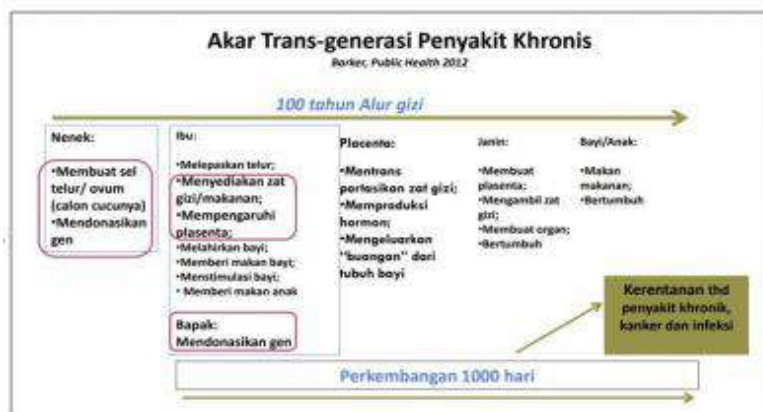 Akar Trans-generasi Penyakit Khronis
Barker, Public Health 2012
100 tahun Alur gizi
Nenek:
•Membuat sel
telur/ ovum
(calon cucunya)
•Mendonasikan
gen
Ibu:
•Melepaskan telur;
•Menyediakan zat
gizi/makanan;
•Mempengaruhi
plasenta;
•Melahirkan bayi;
•Memberi makan bayi;
•Menstimulasi bayi;
• Memberi makan anak
Bapak:
Mendonasikan gen
Placenta:
•Mentrans
portasikan zat gizi;
•Memproduksi
hormon;
•Mengeluarkan
"buangan" dari
tubuh bayi
Janin:
•Membuat
plasenta;
•Mengambil zat
gizi;
•Membuat organ;
•Bertumbuh
Bayi/Anak:
•Makan
makanan;
•Bertumbuh
Kerentanan thd
penyakit khronik,
kanker dan infeksi
Perkembangan 1000 hari